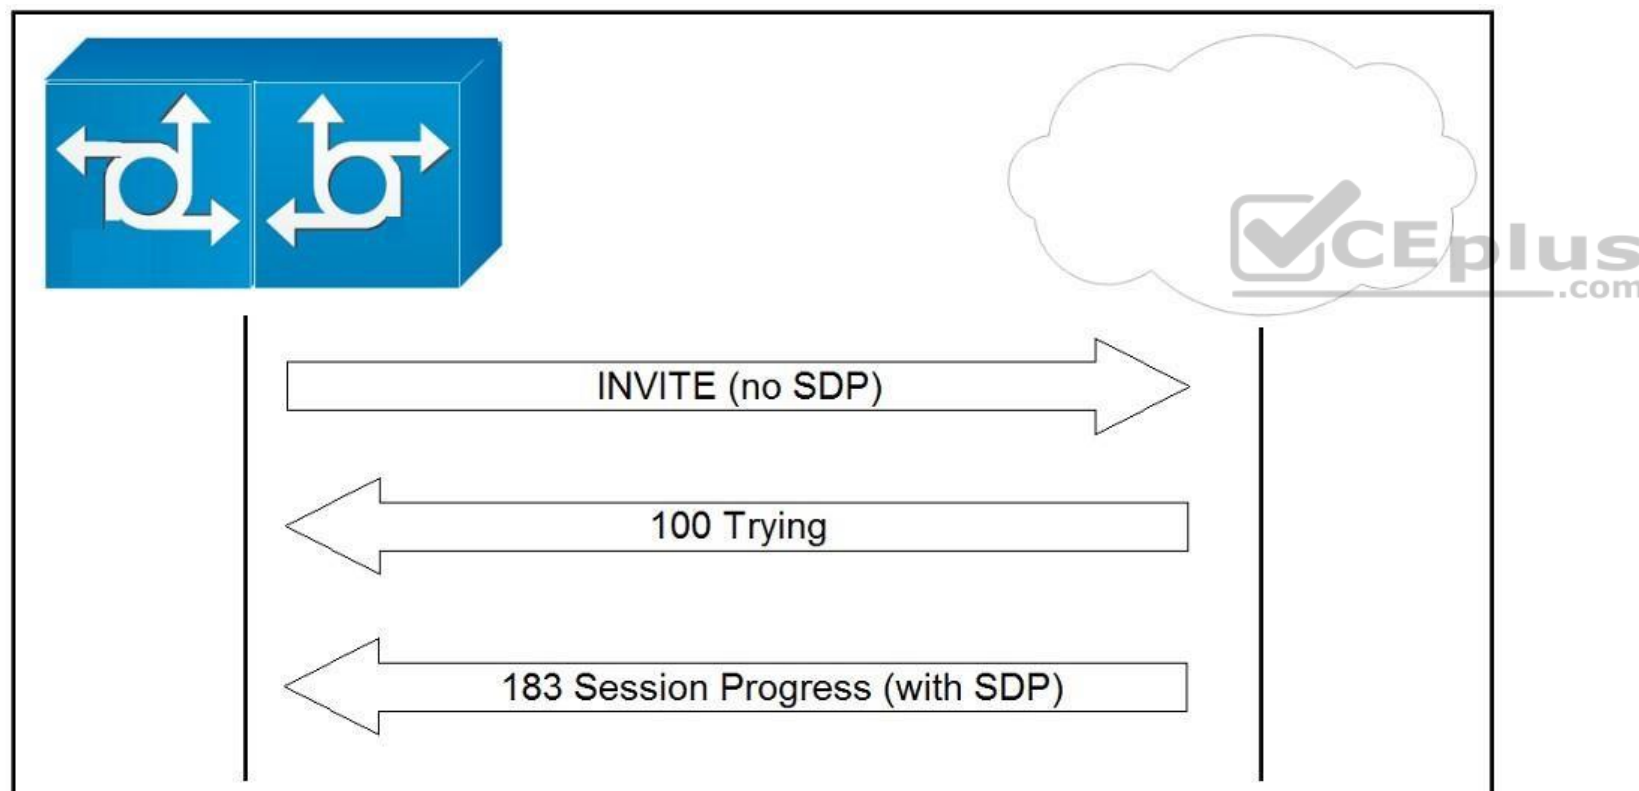 CEplus
.com
INVITE (no SDP)
100 Trying
183 Session Progress (with SDP)